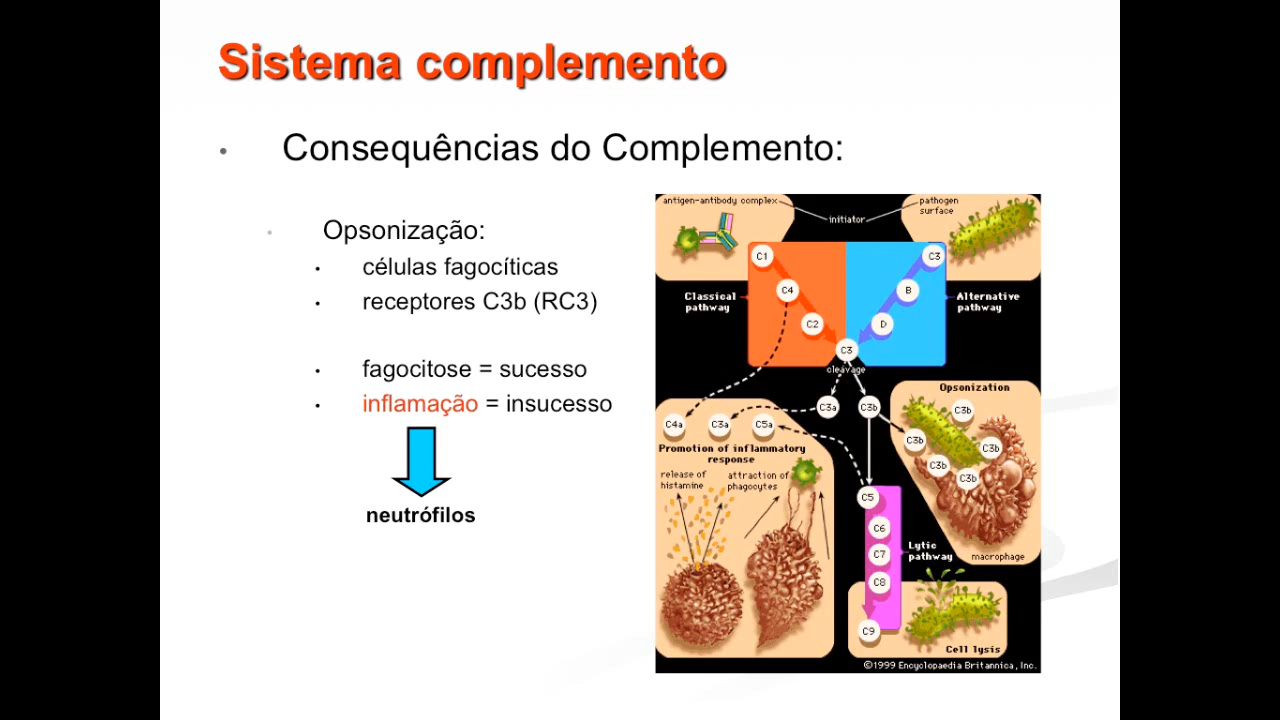 Sistema complemento
• Consequências do Complemento:
• Opsonização:
• células fagocíticas
• receptores C3b (RC3)
• fagocitose = sucesso
• inflamação = insucesso
neutrófilos
antigen-antibody complex
initiator
pathogen
surface
C1
C3
C4
B
Classical
pathway
Alternative
pathway
C2
D
C3
cleavage
C3a
C3b
Opsonization
C3b
C3b
C3b
C3b
C3b
macrophage
C4a
C3a
C5a
Promotion of inflammatory
response
release of
histamine
attraction of
phagocytes
C5
C6
C7
C8
C9
Lytic
pathway
Cell lysis
©1999 Encyclopaedia Britannica, Inc.